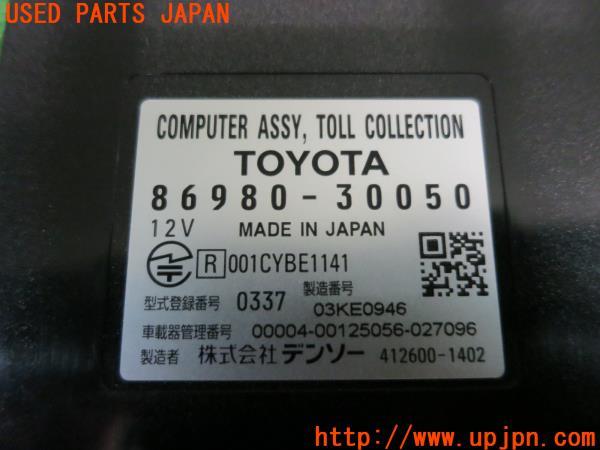 USED PARTS JAPAN
COMPUTER ASSY, TOLL COLLECTION
TOYOTA
86980-30050
12V MADE IN JAPAN
R 001CYBE1141
型式登録番号 0337 製造番号 03KE0946
車載器管理番号 00004-00125056-027096
製造者 株式会社 デンソー 412600-1402
http://www.upjpn.com/